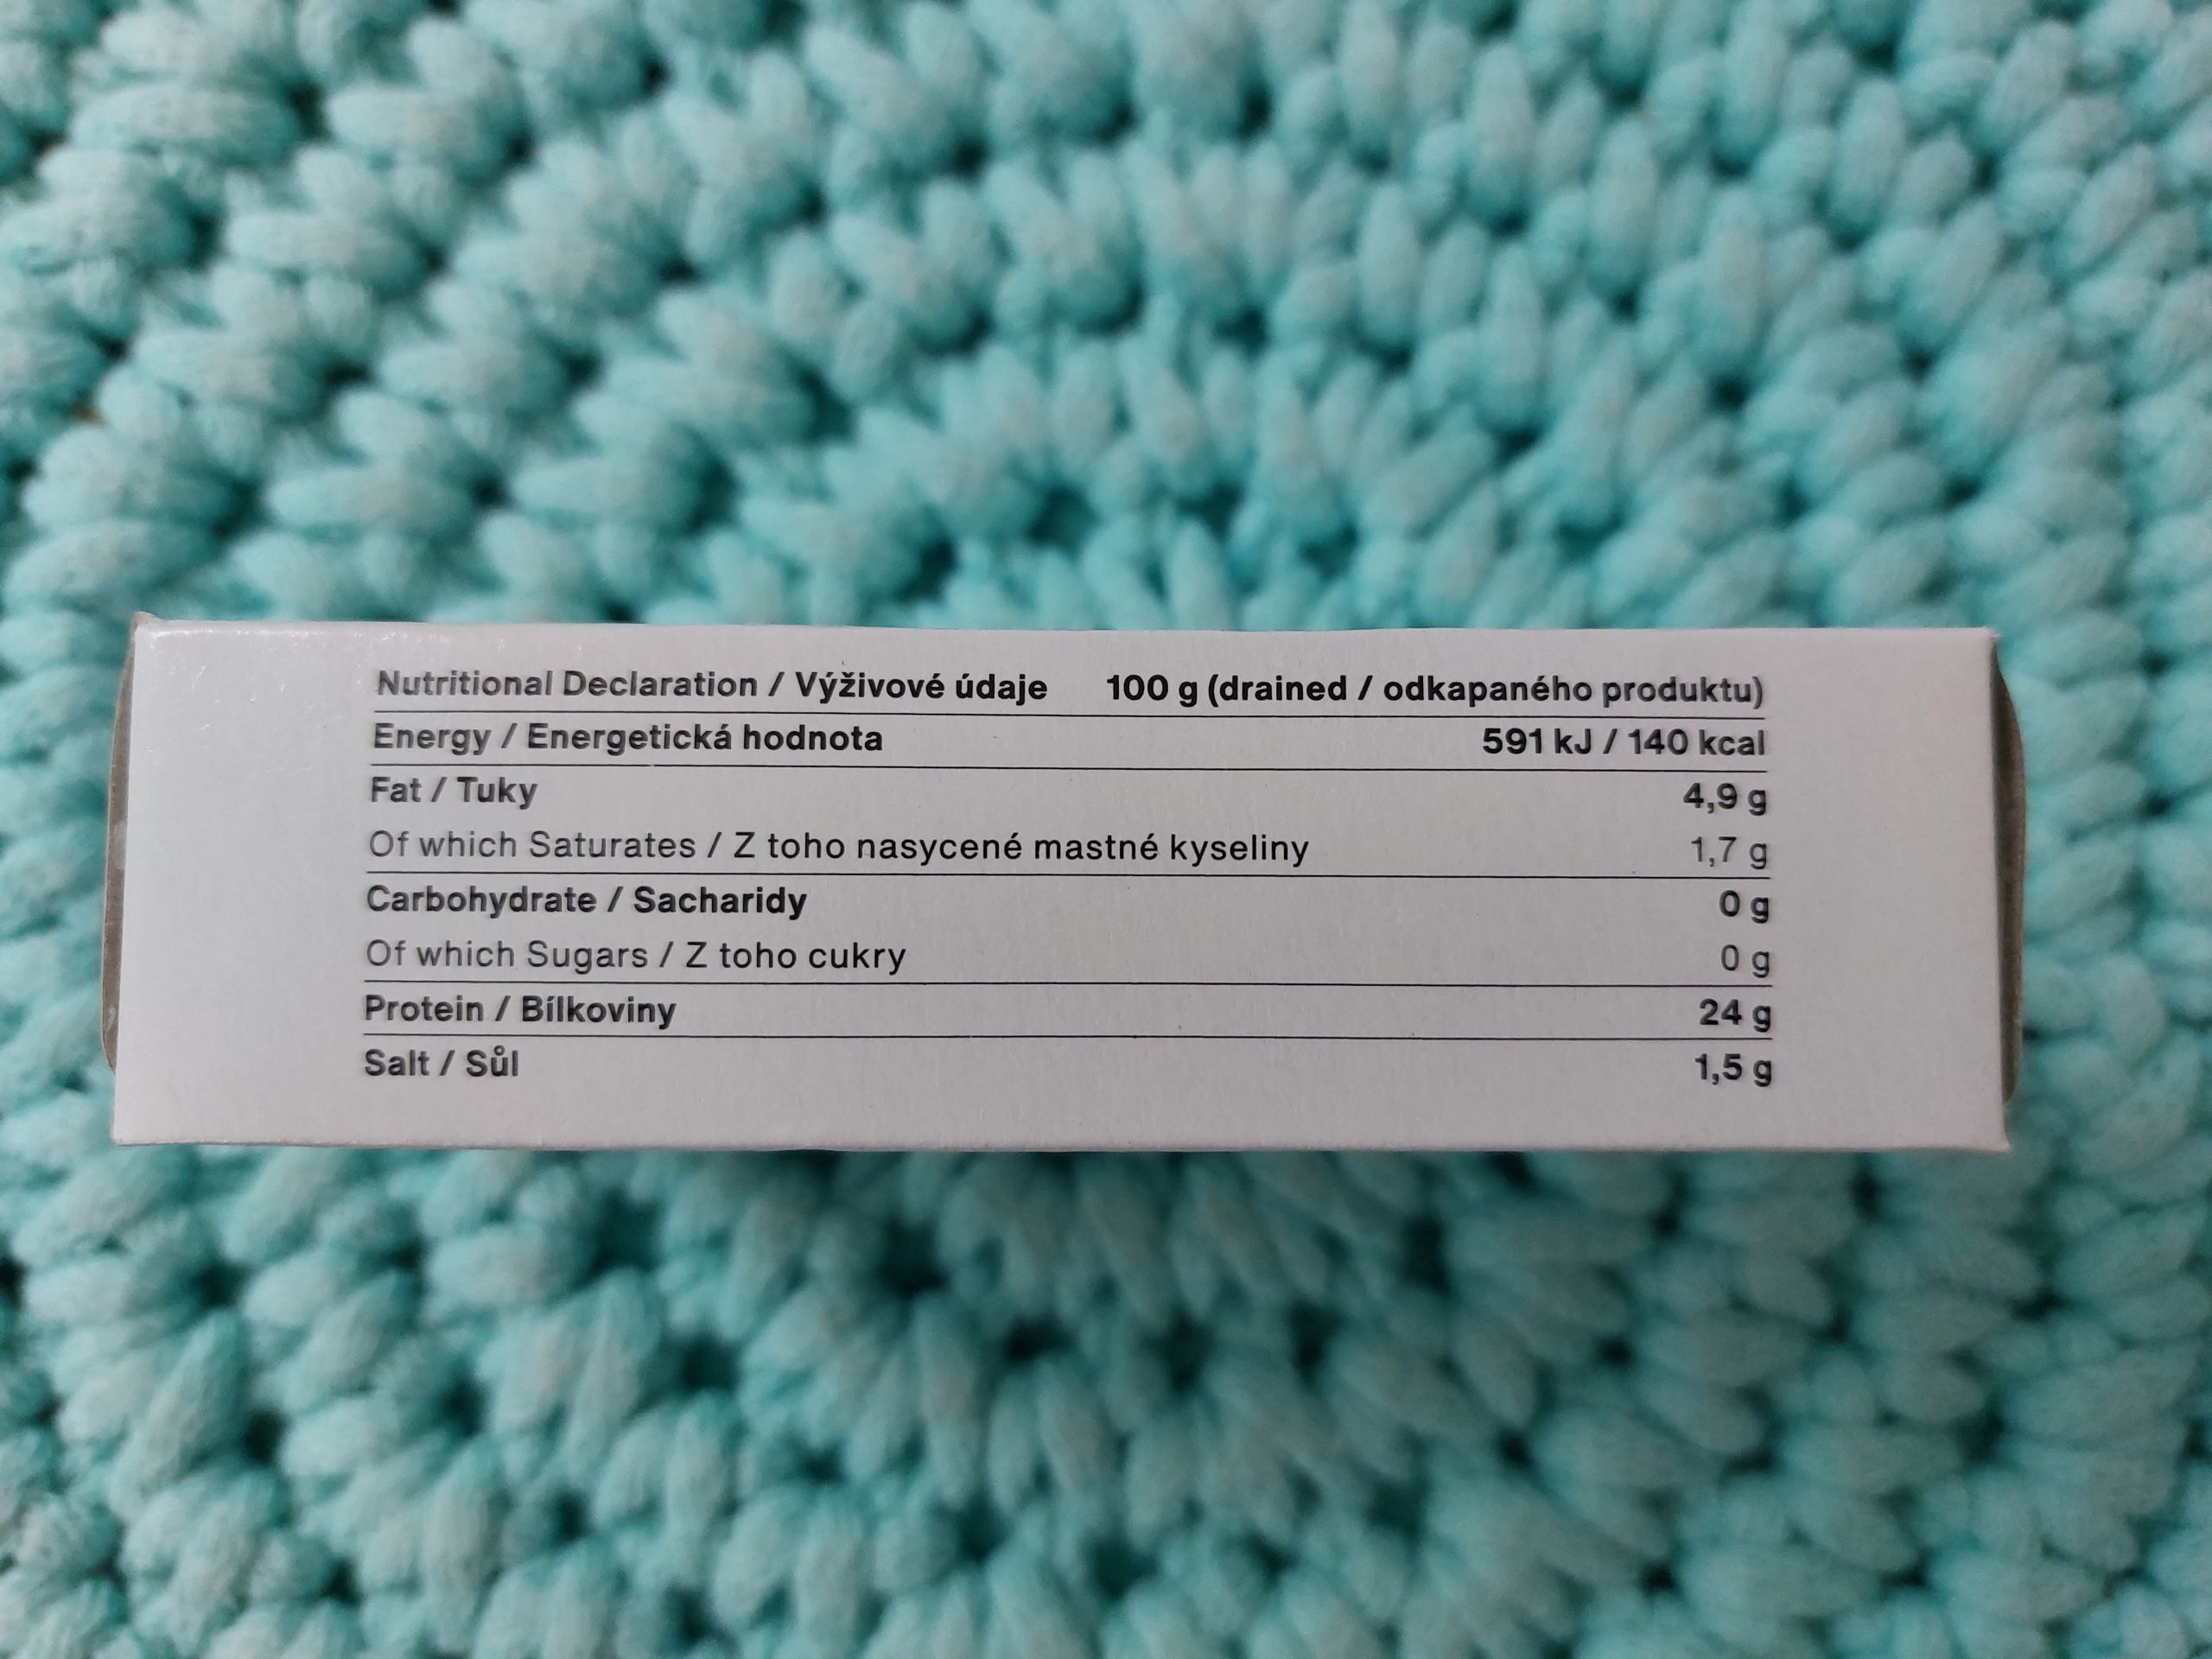 Nutritional Declaration / Výživové údaje 100 g (drained / odkapaného produktu)
Energy / Energetická hodnota 591 kJ / 140 kcal
Fat / Tuky 4,9 g
Of which Saturates / Z toho nasycené mastné kyseliny 1,7 g
Carbohydrate / Sacharidy 0 g
Of which Sugars / Z toho cukry 0 g
Protein / Bílkoviny 24 g
Salt / Sůl 1,5 g